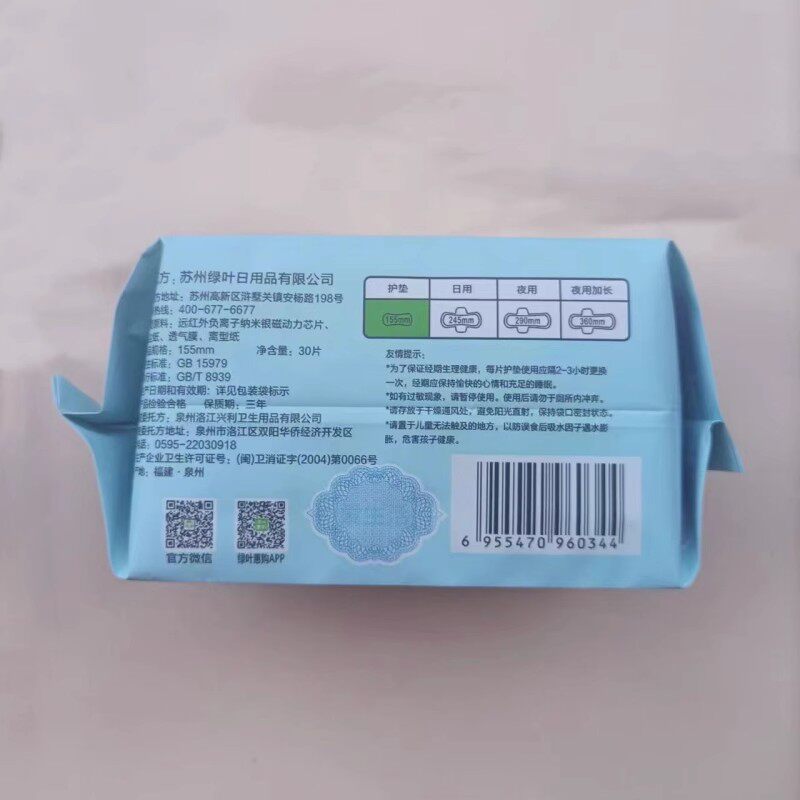 方：苏州绿叶日用品有限公司
方地址：苏州高新区浒墅关镇安杨路198号
热线：400-677-6677
原料：远红外负离子纳米银磁动力芯片、
纸、透气膜、离型纸
规格：155mm 净含量：30片
标准：GB 15979
标准：GB/T 8939
产日期和有效期：详见包装袋标示
品检验合格 保质期：三年
委托方：泉州洛江兴利卫生用品有限公司
委托方地址：泉州市洛江区双阳华侨经济开发区
电话：0595-22030918
生产企业卫生许可证号：(闽)卫消证字(2004)第0066号
产地：福建·泉州
官方微信
绿叶惠购APP
护垫 日用 夜用 夜用加长
155mm 245mm 290mm 360mm
友情提示：
*为了保证经期生理健康，每片护垫使用应隔2-3小时更换
一次，经期应保持愉快的心情和充足的睡眠。
*如有过敏现象，请暂停使用。使用后请勿于厕所内冲弃。
*请存放于干燥通风处，避免阳光直射，保持袋口密封状态。
*请置于儿童无法触及的地方，以防误食后吸水因子遇水膨
胀，危害孩子健康。
6 955470 960344